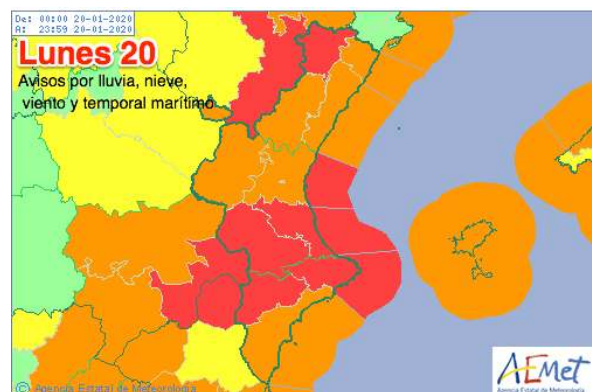 De: 00:00 20-01-2020
A: 23:59 20-01-2020
Lunes 20
Avisos por lluvia, nieve,
viento y temporal marítimo
© Agencia Estatal de Meteorología
AEMet
Agencia Estatal de Meteorología